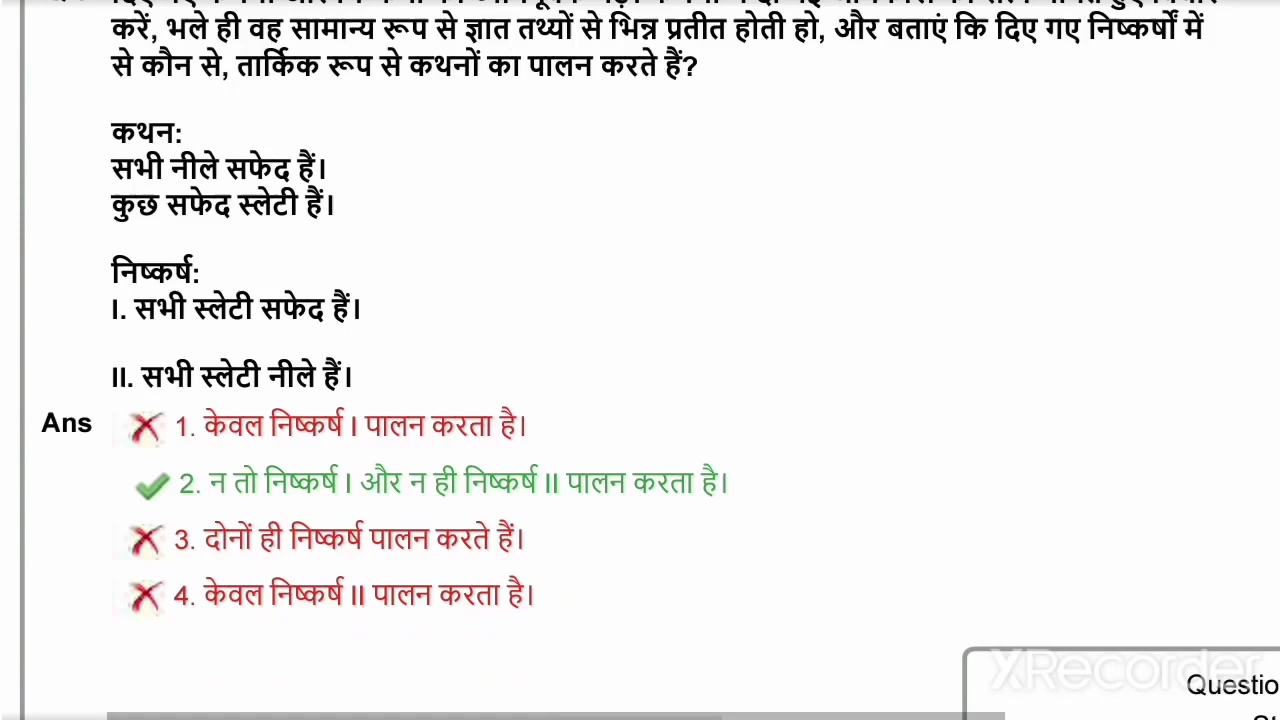 करें, भले ही वह सामान्य रूप से ज्ञात तथ्यों से भिन्न प्रतीत होती हो, और बताएं कि दिए गए निष्कर्षों में
से कौन से, तार्किक रूप से कथनों का पालन करते हैं?
कथन:
सभी नीले सफेद हैं।
कुछ सफेद स्लेटी हैं।
निष्कर्ष:
I. सभी स्लेटी सफेद हैं।
II. सभी स्लेटी नीले हैं।
Ans
1. केवल निष्कर्ष I पालन करता है।
2. न तो निष्कर्ष I और न ही निष्कर्ष II पालन करता है।
3. दोनों ही निष्कर्ष पालन करते हैं।
4. केवल निष्कर्ष II पालन करता है।
XRecorder
Questio